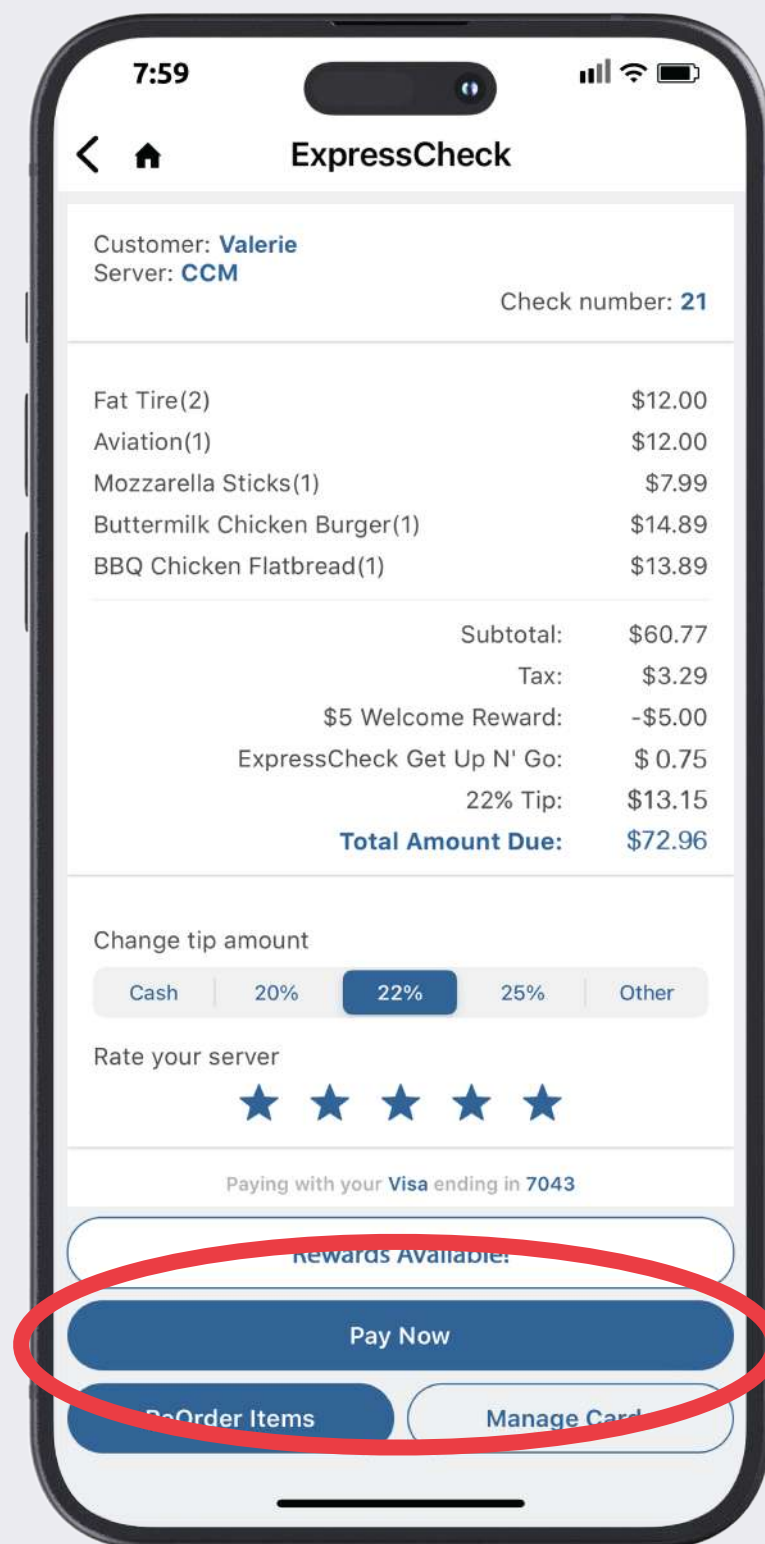 7:59
ExpressCheck
Customer: Valerie
Server: CCM
Check number: 21
Fat Tire(2) $12.00
Aviation(1) $12.00
Mozzarella Sticks(1) $7.99
Buttermilk Chicken Burger(1) $14.89
BBQ Chicken Flatbread(1) $13.89
Subtotal: $60.77
Tax: $3.29
$5 Welcome Reward: -$5.00
ExpressCheck Get Up N' Go: $ 0.75
22% Tip: $13.15
Total Amount Due: $72.96
Change tip amount
Cash 20% 22% 25% Other
Rate your server
Paying with your Visa ending in 7043
Rewards Available!
Pay Now
ReOrder Items Manage Card